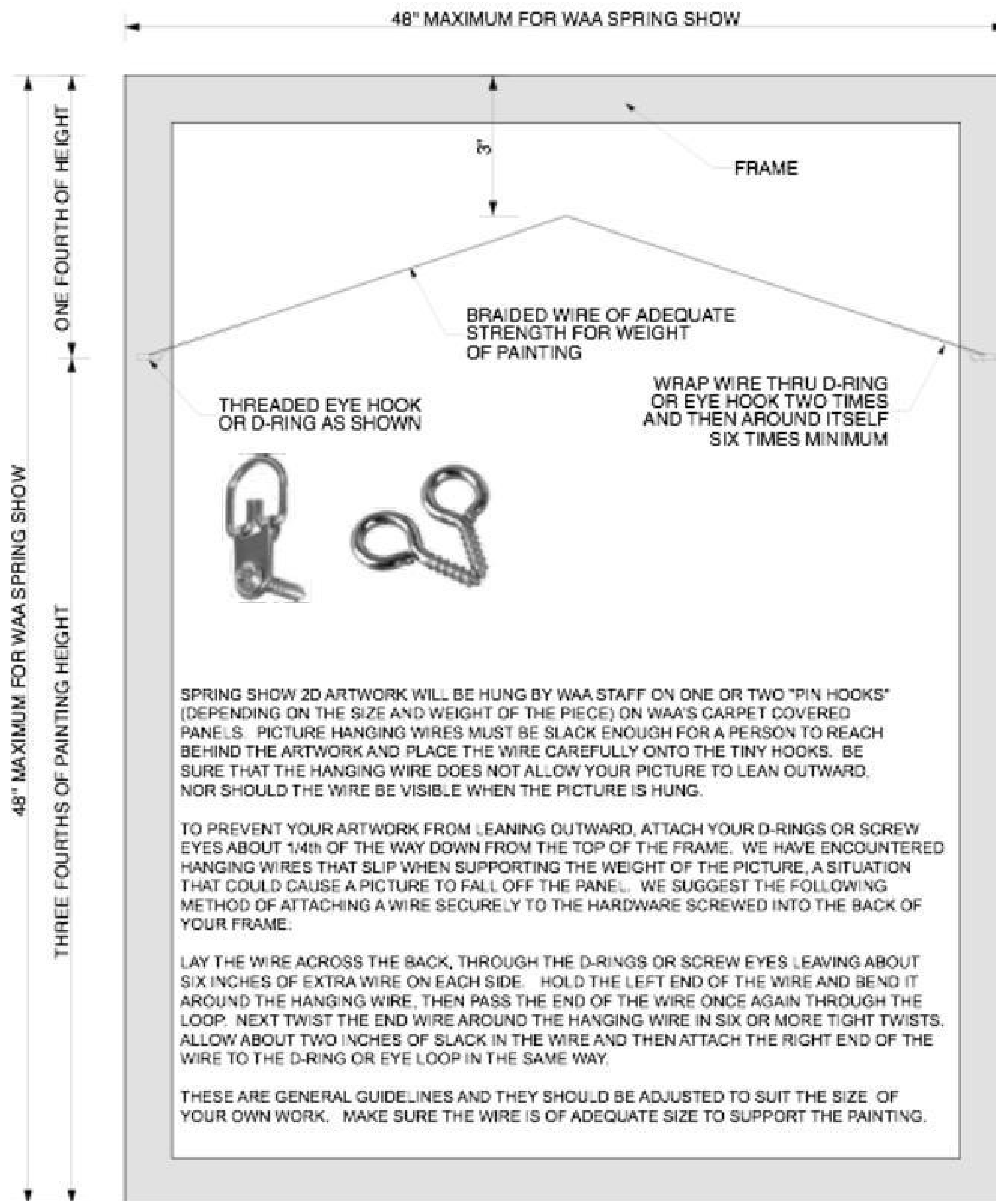 48" MAXIMUM FOR WAA SPRING SHOW
ONE FOURTH OF HEIGHT
3"
FRAME
BRAIDED WIRE OF ADEQUATE
STRENGTH FOR WEIGHT
OF PAINTING
THREADED EYE HOOK
OR D-RING AS SHOWN
WRAP WIRE THRU D-RING
OR EYE HOOK TWO TIMES
AND THEN AROUND ITSELF
SIX TIMES MINIMUM
48" MAXIMUM FOR WAA SPRING SHOW
THREE FOURTHS OF PAINTING HEIGHT
SPRING SHOW 2D ARTWORK WILL BE HUNG BY WAA STAFF ON ONE OR TWO "PIN HOOKS"
(DEPENDING ON THE SIZE AND WEIGHT OF THE PIECE) ON WAA'S CARPET COVERED
PANELS. PICTURE HANGING WIRES MUST BE SLACK ENOUGH FOR A PERSON TO REACH
BEHIND THE ARTWORK AND PLACE THE WIRE CAREFULLY ONTO THE TINY HOOKS. BE
SURE THAT THE HANGING WIRE DOES NOT ALLOW YOUR PICTURE TO LEAN OUTWARD,
NOR SHOULD THE WIRE BE VISIBLE WHEN THE PICTURE IS HUNG.
TO PREVENT YOUR ARTWORK FROM LEANING OUTWARD, ATTACH YOUR D-RINGS OR SCREW
EYES ABOUT 1/4th OF THE WAY DOWN FROM THE TOP OF THE FRAME. WE HAVE ENCOUNTERED
HANGING WIRES THAT SLIP WHEN SUPPORTING THE WEIGHT OF THE PICTURE, A SITUATION
THAT COULD CAUSE A PICTURE TO FALL OFF THE PANEL. WE SUGGEST THE FOLLOWING
METHOD OF ATTACHING A WIRE SECURELY TO THE HARDWARE SCREWED INTO THE BACK OF
YOUR FRAME:
LAY THE WIRE ACROSS THE BACK, THROUGH THE D-RINGS OR SCREW EYES LEAVING ABOUT
SIX INCHES OF EXTRA WIRE ON EACH SIDE. HOLD THE LEFT END OF THE WIRE AND BEND IT
AROUND THE HANGING WIRE, THEN PASS THE END OF THE WIRE ONCE AGAIN THROUGH THE
LOOP. NEXT TWIST THE END WIRE AROUND THE HANGING WIRE IN SIX OR MORE TIGHT TWISTS.
ALLOW ABOUT TWO INCHES OF SLACK IN THE WIRE AND THEN ATTACH THE RIGHT END OF THE
WIRE TO THE D-RING OR EYE LOOP IN THE SAME WAY.
THESE ARE GENERAL GUIDELINES AND THEY SHOULD BE ADJUSTED TO SUIT THE SIZE OF
YOUR OWN WORK. MAKE SURE THE WIRE IS OF ADEQUATE SIZE TO SUPPORT THE PAINTING.